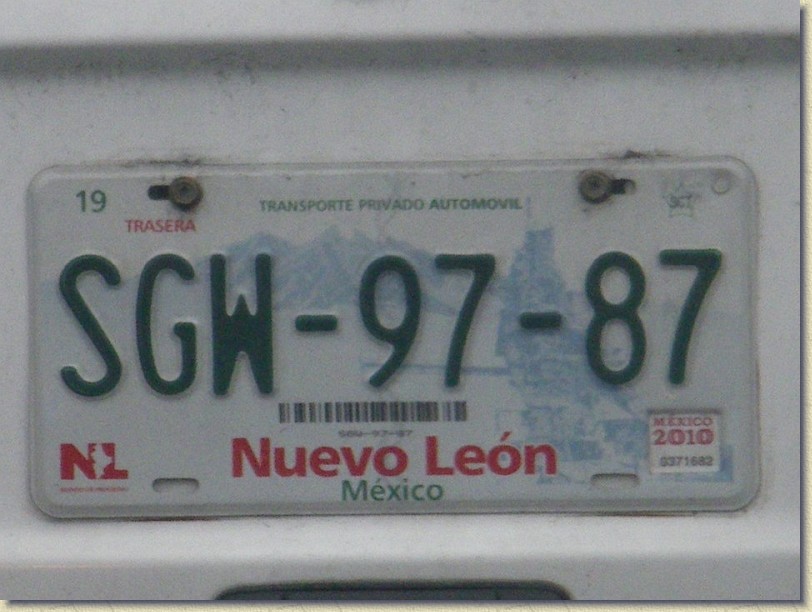 19
TRANSPORTE PRIVADO AUTOMOVIL
TRASERA
SGW-97-87
SGW-97-87
NL
Nuevo León
México
MEXICO
2010
0371682